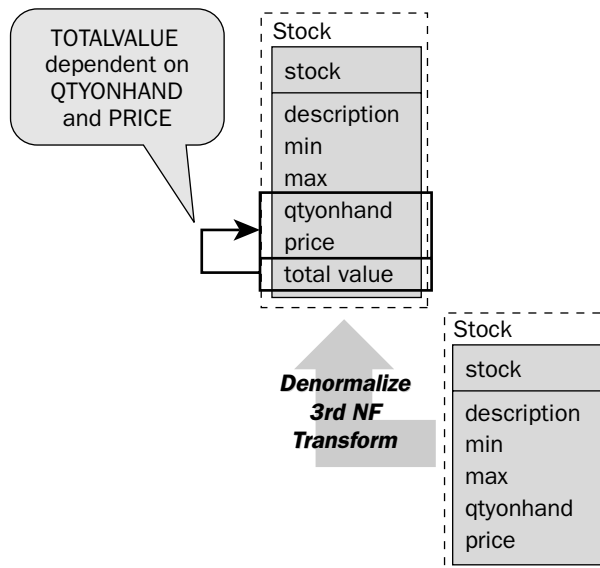 TOTALVALUE
dependent on
QTYONHAND
and PRICE
Stock
stock
description
min
max
qtyonhand
price
total value
Denormalize
3rd NF
Transform
Stock
stock
description
min
max
qtyonhand
price